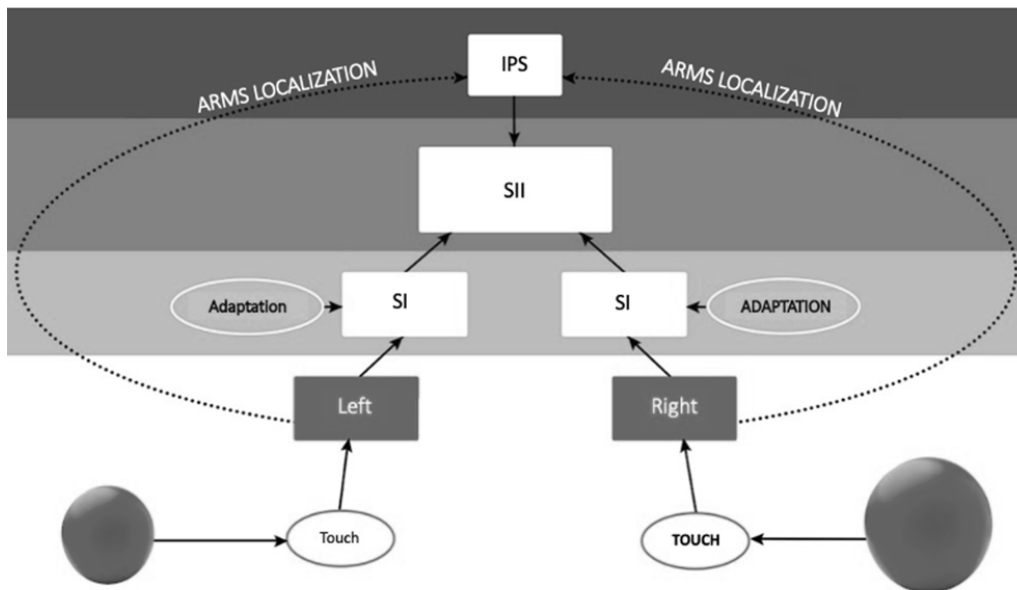 IPS
ARMS LOCALIZATION
ARMS LOCALIZATION
SII
Adaptation
SI
SI
ADAPTATION
Left
Right
Touch
TOUCH